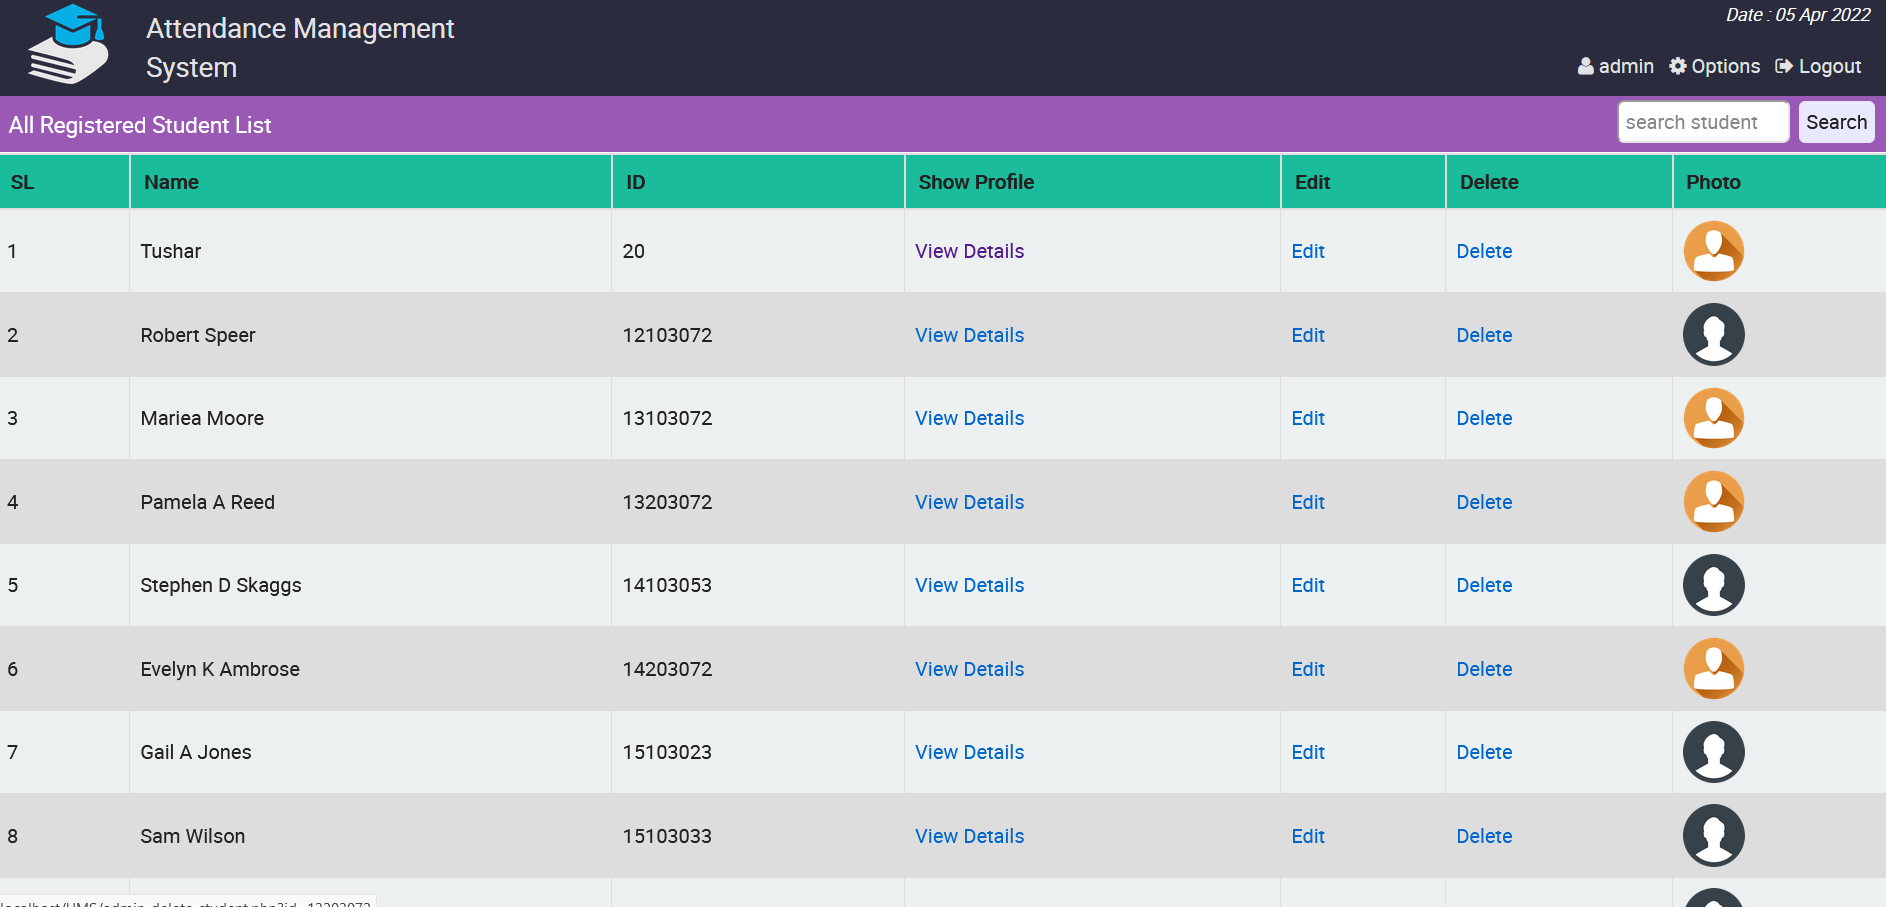 Attendance Management
System
Date : 05 Apr 2022
admin Options Logout
All Registered Student List
search student Search
SL Name ID Show Profile Edit Delete Photo
1 Tushar 20 View Details Edit Delete
2 Robert Speer 12103072 View Details Edit Delete
3 Mariea Moore 13103072 View Details Edit Delete
4 Pamela A Reed 13203072 View Details Edit Delete
5 Stephen D Skaggs 14103053 View Details Edit Delete
6 Evelyn K Ambrose 14203072 View Details Edit Delete
7 Gail A Jones 15103023 View Details Edit Delete
8 Sam Wilson 15103033 View Details Edit Delete